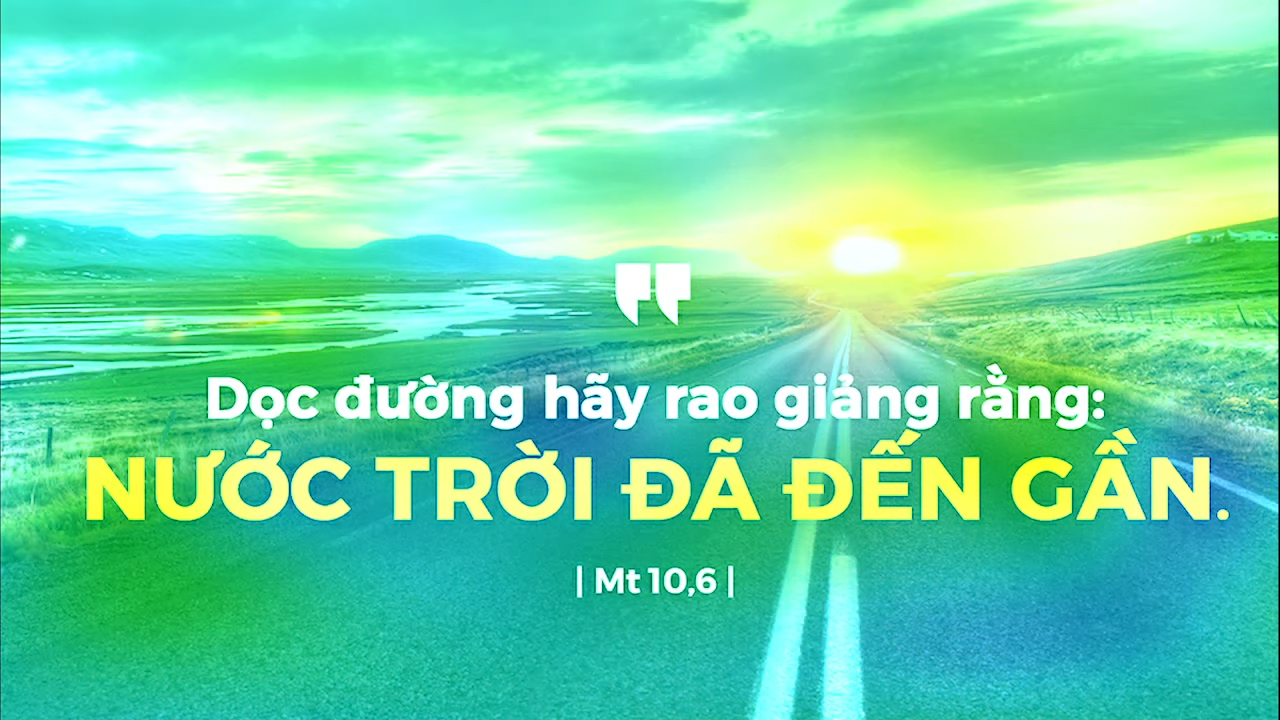 Dọc đường hãy rao giảng rằng:
NƯỚC TRỜI ĐÃ ĐẾN GẦN.
| Mt 10,6 |